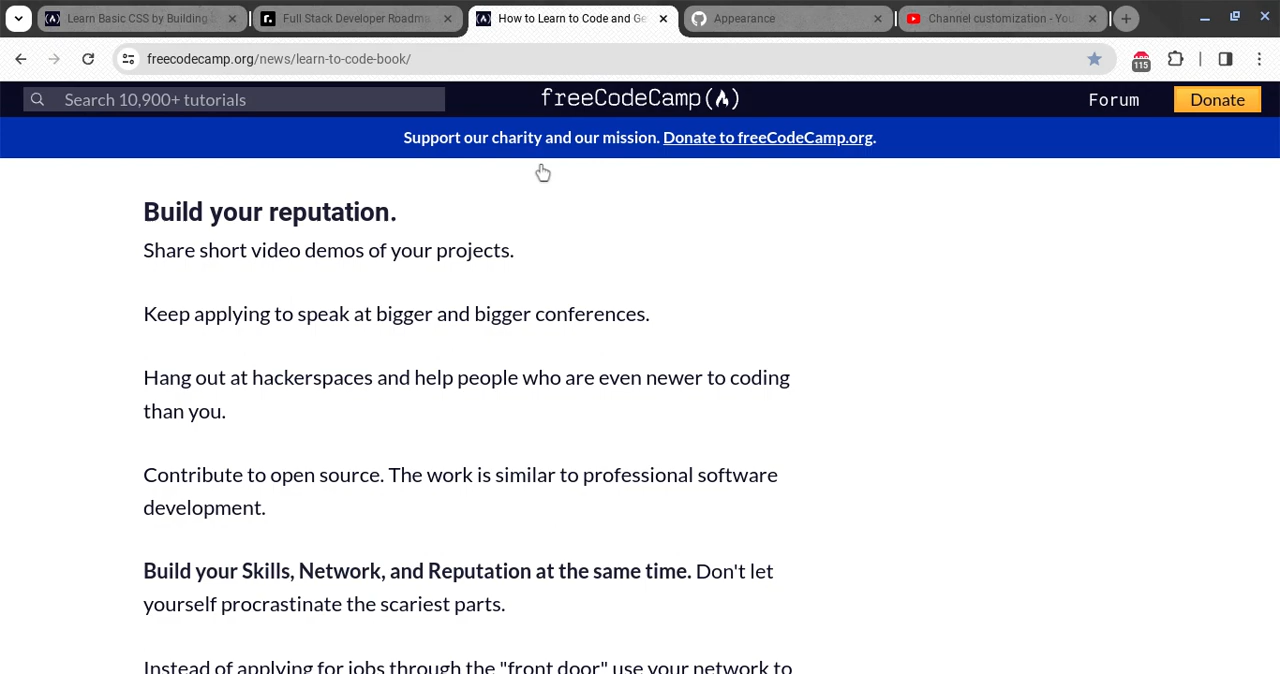 Learn Basic CSS by Building
Full Stack Developer Roadma
How to Learn to Code and Ge
Appearance
Channel customization - You
freecodecamp.org/news/learn-to-code-book/
115
Search 10,900+ tutorials
freeCodeCamp
Forum
Donate
Support our charity and our mission. Donate to freeCodeCamp.org.
Build your reputation.
Share short video demos of your projects.
Keep applying to speak at bigger and bigger conferences.
Hang out at hackerspaces and help people who are even newer to coding
than you.
Contribute to open source. The work is similar to professional software
development.
Build your Skills, Network, and Reputation at the same time. Don't let
yourself procrastinate the scariest parts.
Instead of applying for jobs through the "front door" use your network to